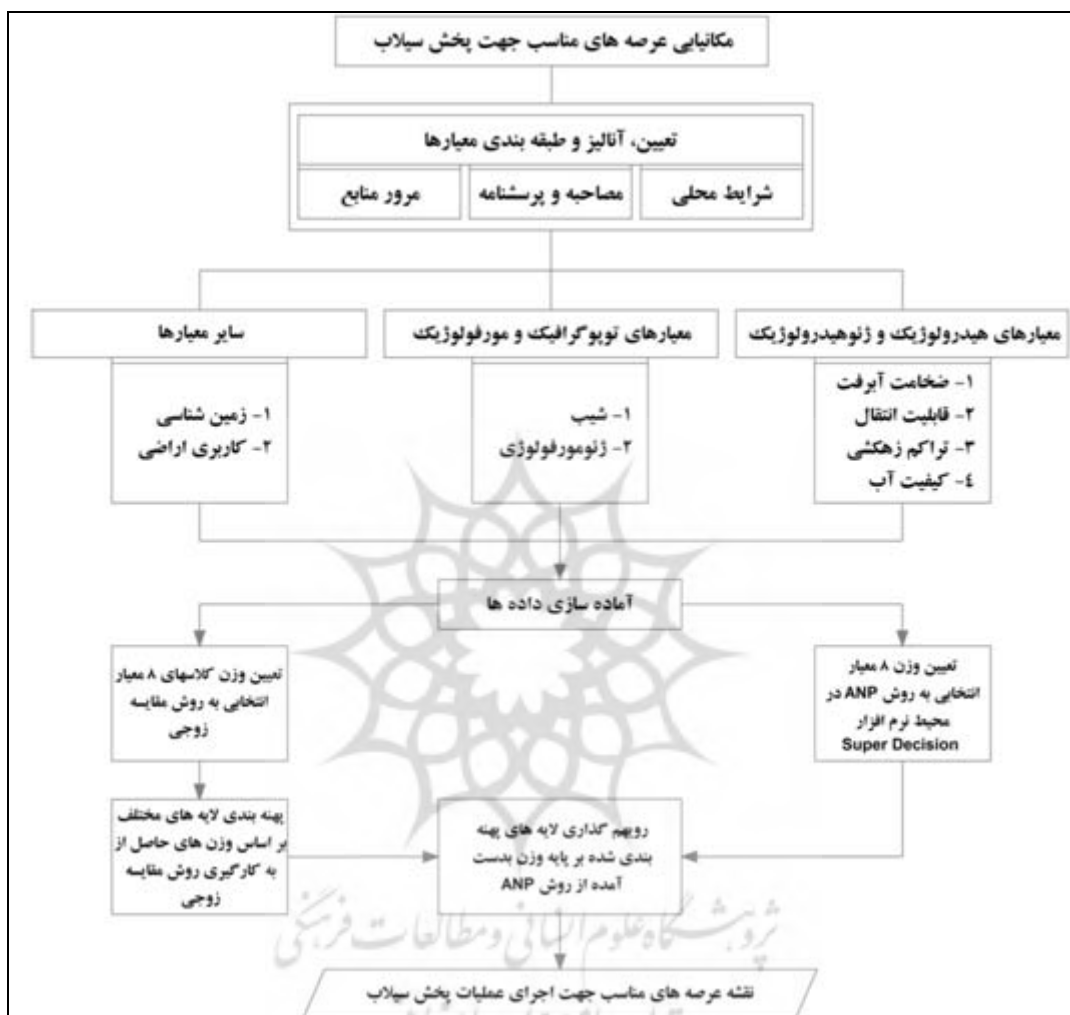 مکانیابی عرصه های مناسب جهت پخش سیلاب
تعیین، آنالیز و طبقه بندی معیارها
شرایط محلی
مصاحبه و پرسشنامه
مرور منابع
معیارهای هیدرولوژیک و ژئوهیدرولوژیک
۱- ضخامت آبرفت
۲- قابلیت انتقال
۳- تراکم زهکشی
٤- کیفیت آب
معیارهای توپوگرافیک و مورفولوژیک
۱- شیب
۲- ژئومورفولوژی
سایر معیارها
۱- زمین شناسی
۲- کاربری اراضی
آماده سازی داده ها
تعیین وزن ۸ معیار
انتخابی به روش ANP در
محیط نرم افزار
Super Decision
تعیین وزن کلاسهای ۸ معیار
انتخابی به روش مقایسه
زوجی
پهنه بندی لایه های مختلف
بر اساس وزن های حاصل از
به کارگیری روش مقایسه
زوجی
رویهم گذاری لایه های پهنه
بندی شده بر پایه وزن بدست
آمده از روش ANP
پژوهشگاه علوم انسانی و مطالعات فرهنگی
نقشه عرصه های مناسب جهت اجرای عملیات پخش سیلاب